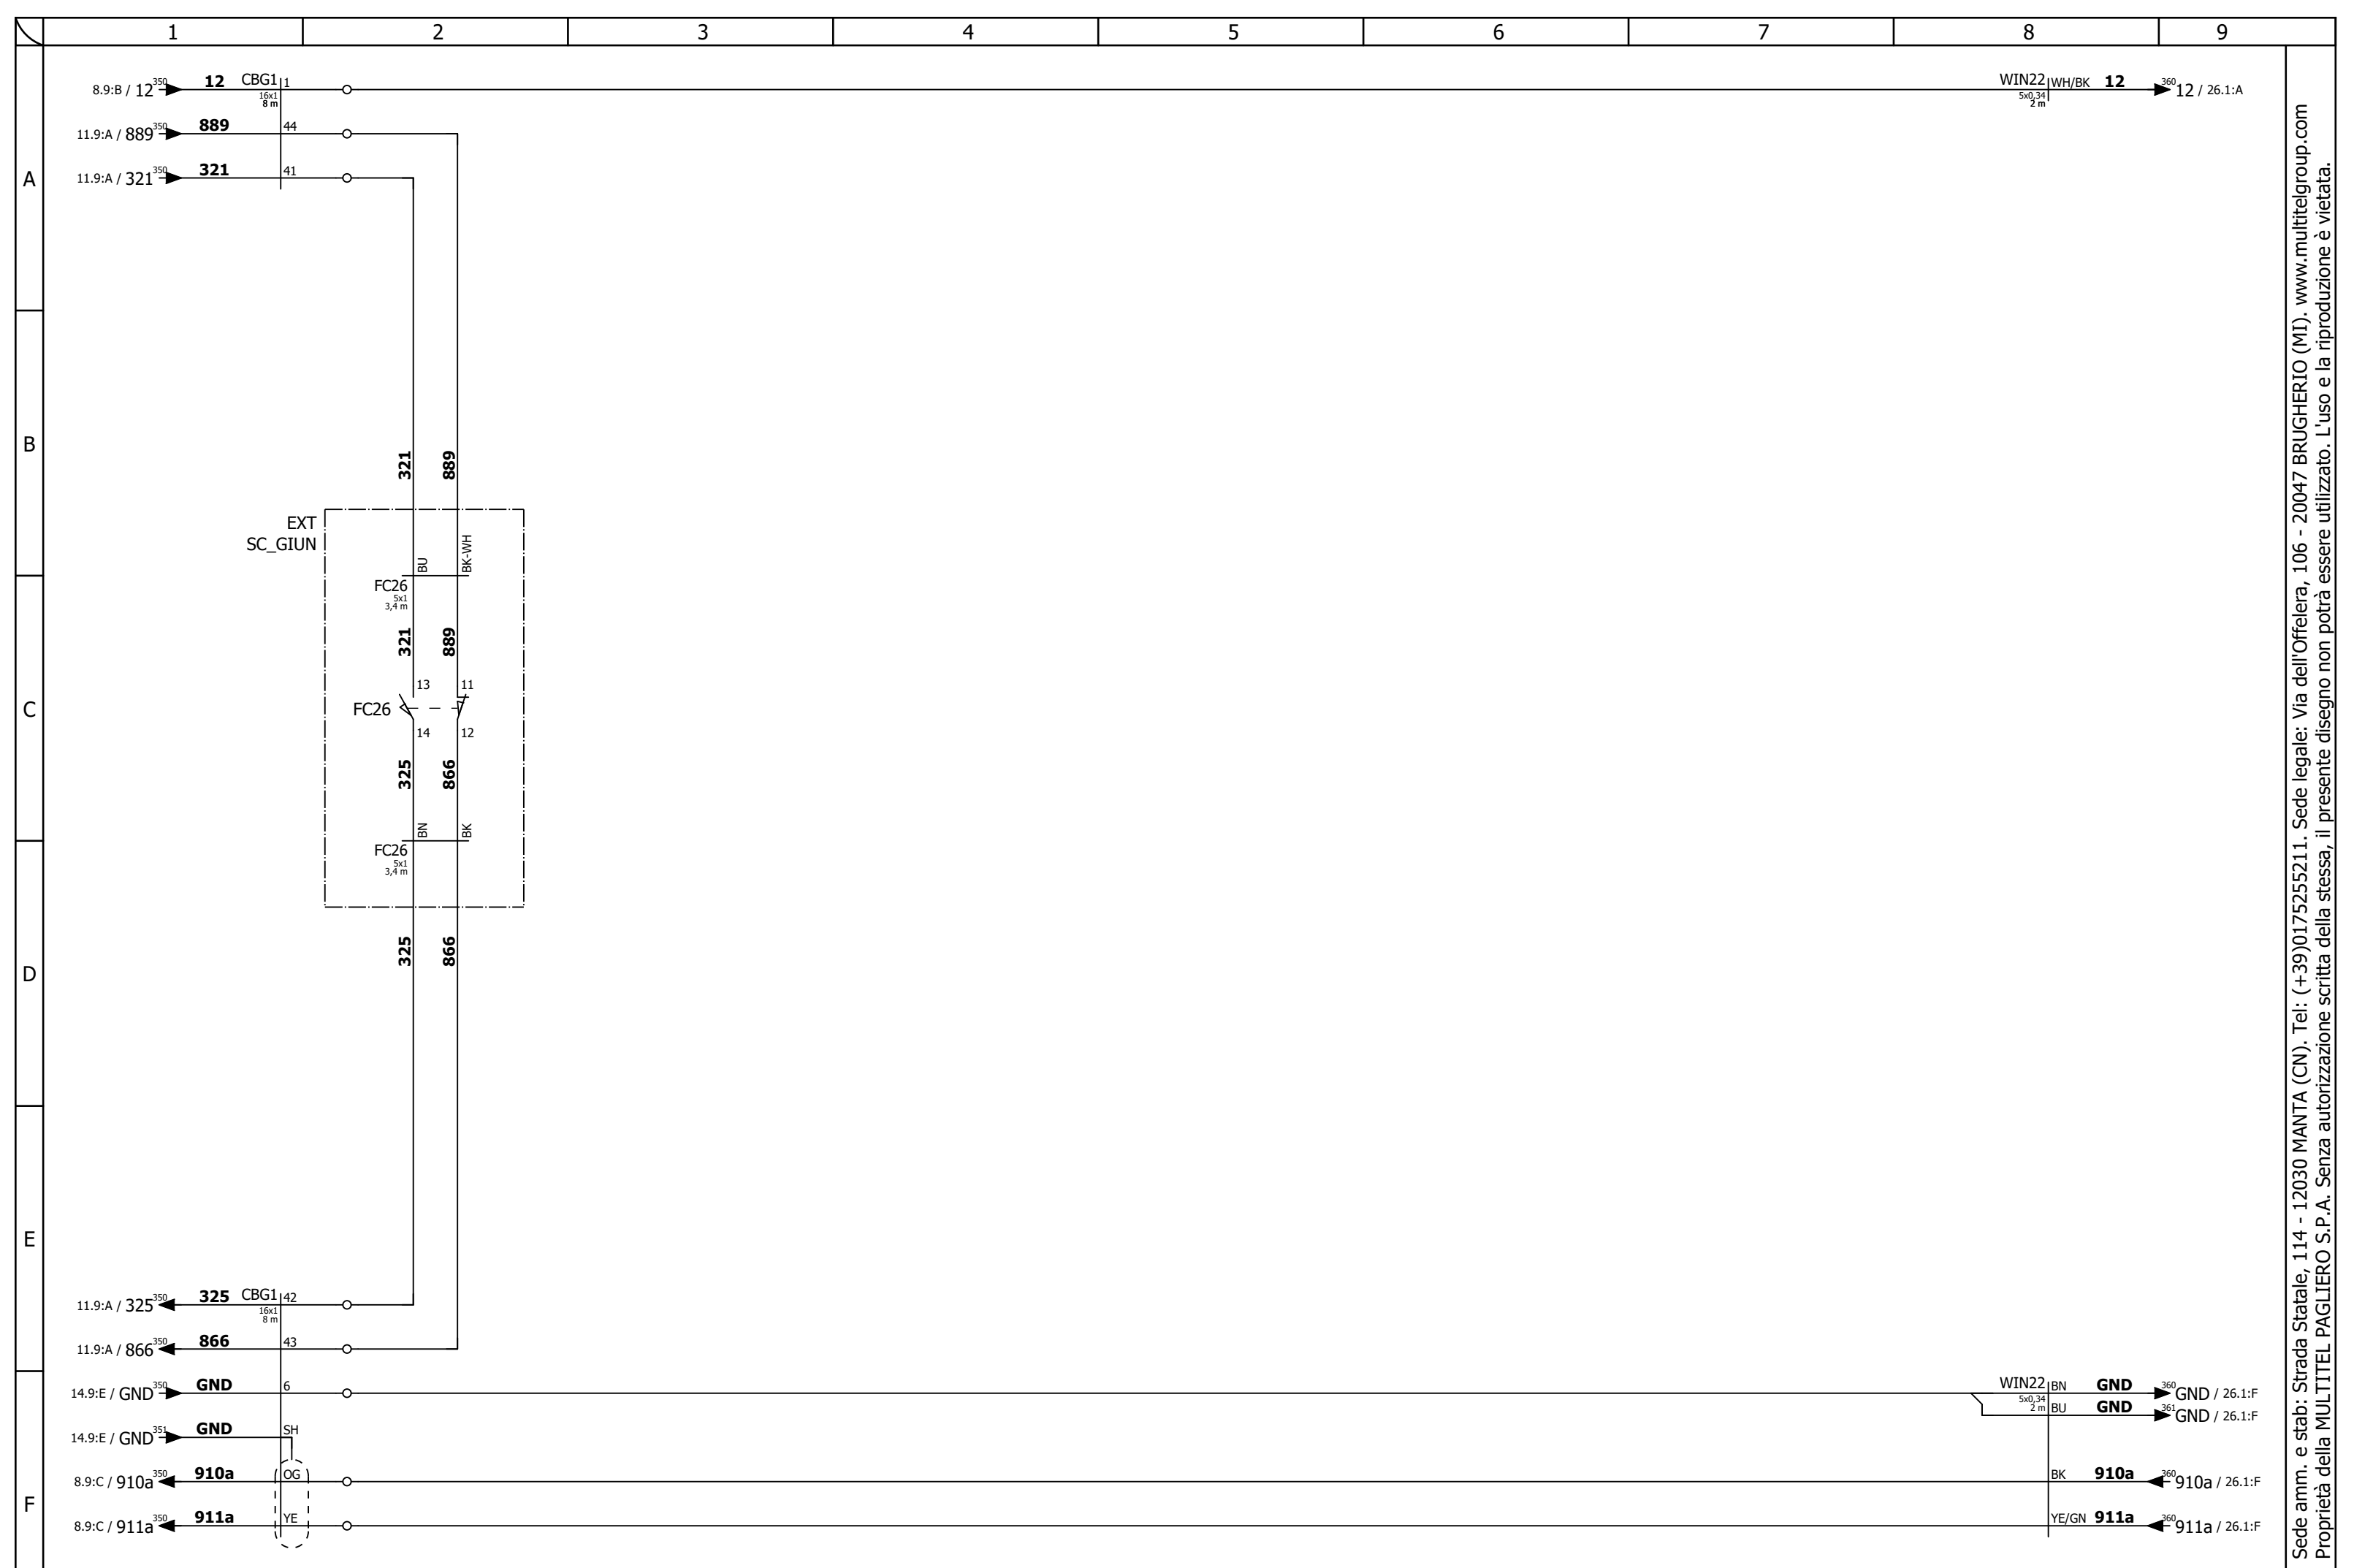 1 2 3 4 5 6 7 8 9
8.9:B / 12 350 12 CBG1 1
16x1
8 m
WIN22 WH/BK 12 360 12 / 26.1:A
5x0,34
2 m
11.9:A / 889 350 889 44
11.9:A / 321 350 321 41
A
B
321 889
EXT
SC_GIUN
BU BK-WH
FC26
5x1
3,4 m
321 889
13 11
C
FC26
14 12
325 866
BN BK
FC26
5x1
3,4 m
325 866
D
E
11.9:A / 325 350 325 CBG1 42
16x1
8 m
11.9:A / 866 350 866 43
14.9:E / GND 350 GND 6
WIN22 BN GND 360 GND / 26.1:F
5x0,34
2 m
BU GND 361 GND / 26.1:F
14.9:E / GND 351 GND SH
8.9:C / 910a 350 910a OG
BK 910a 360 910a / 26.1:F
F
8.9:C / 911a 350 911a YE
YE/GN 911a 360 911a / 26.1:F
Sede amm. e stab: Strada Statale, 114 - 12030 MANTA (CN). Tel: (+39)0175255211. Sede legale: Via dell'Offelera, 106 - 20047 BRUGHERIO (MI). www.multitelgroup.com
Proprietà della MULTITEL PAGLIERO S.P.A. Senza autorizzazione scritta della stessa, il presente disegno non potrà essere utilizzato. L'uso e la riproduzione è vietata.